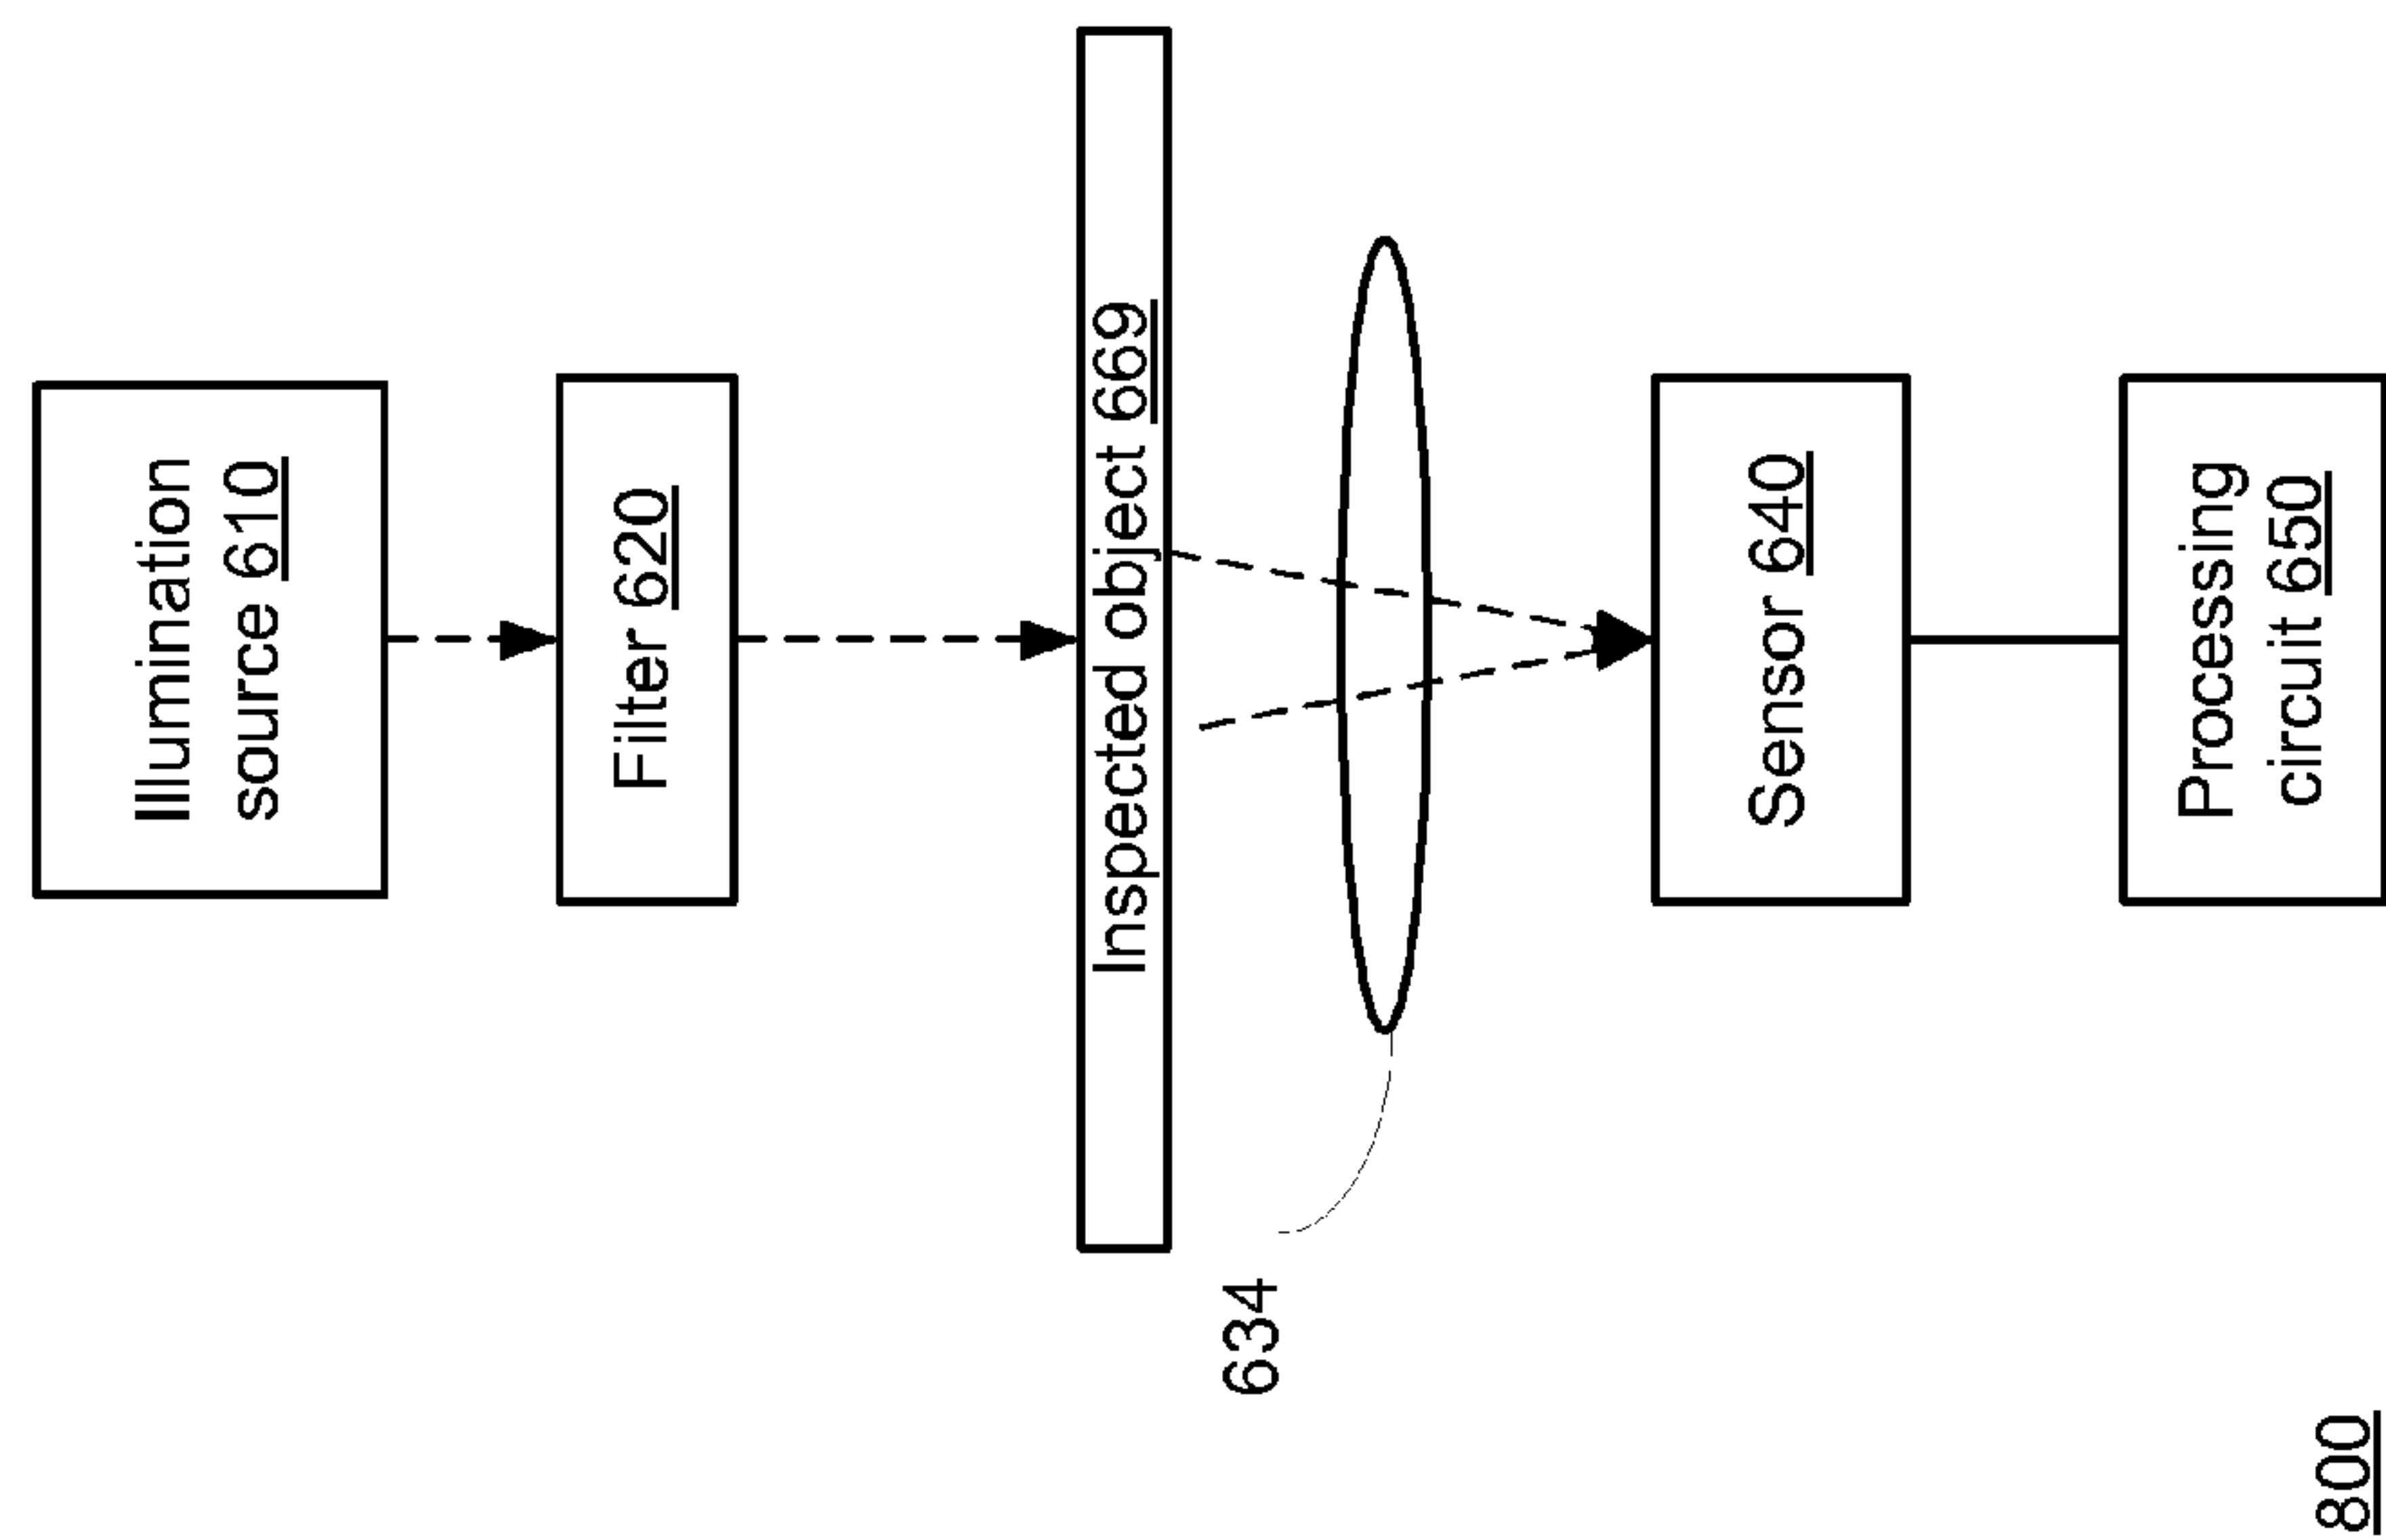 Illumination
source 610
Filter 620
Inspected object 669
634
Sensor 640
Processing
circuit 650
800